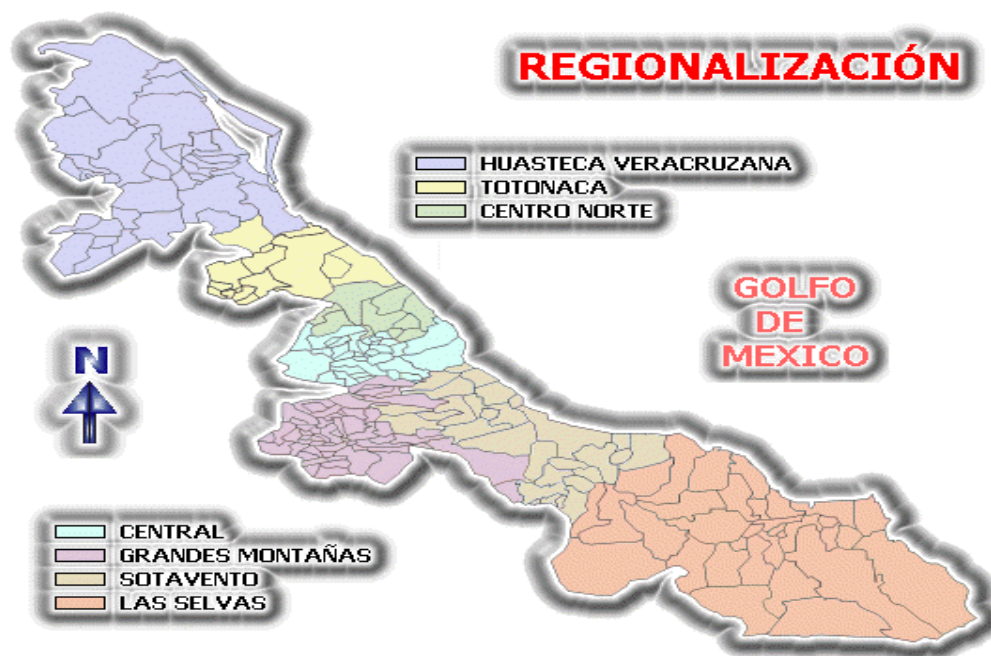 REGIONALIZACIÓN
HUASTECA VERACRUZANA
TOTONACA
CENTRO NORTE
GOLFO
DE
MEXICO
N
CENTRAL
GRANDES MONTAÑAS
SOTAVENTO
LAS SELVAS